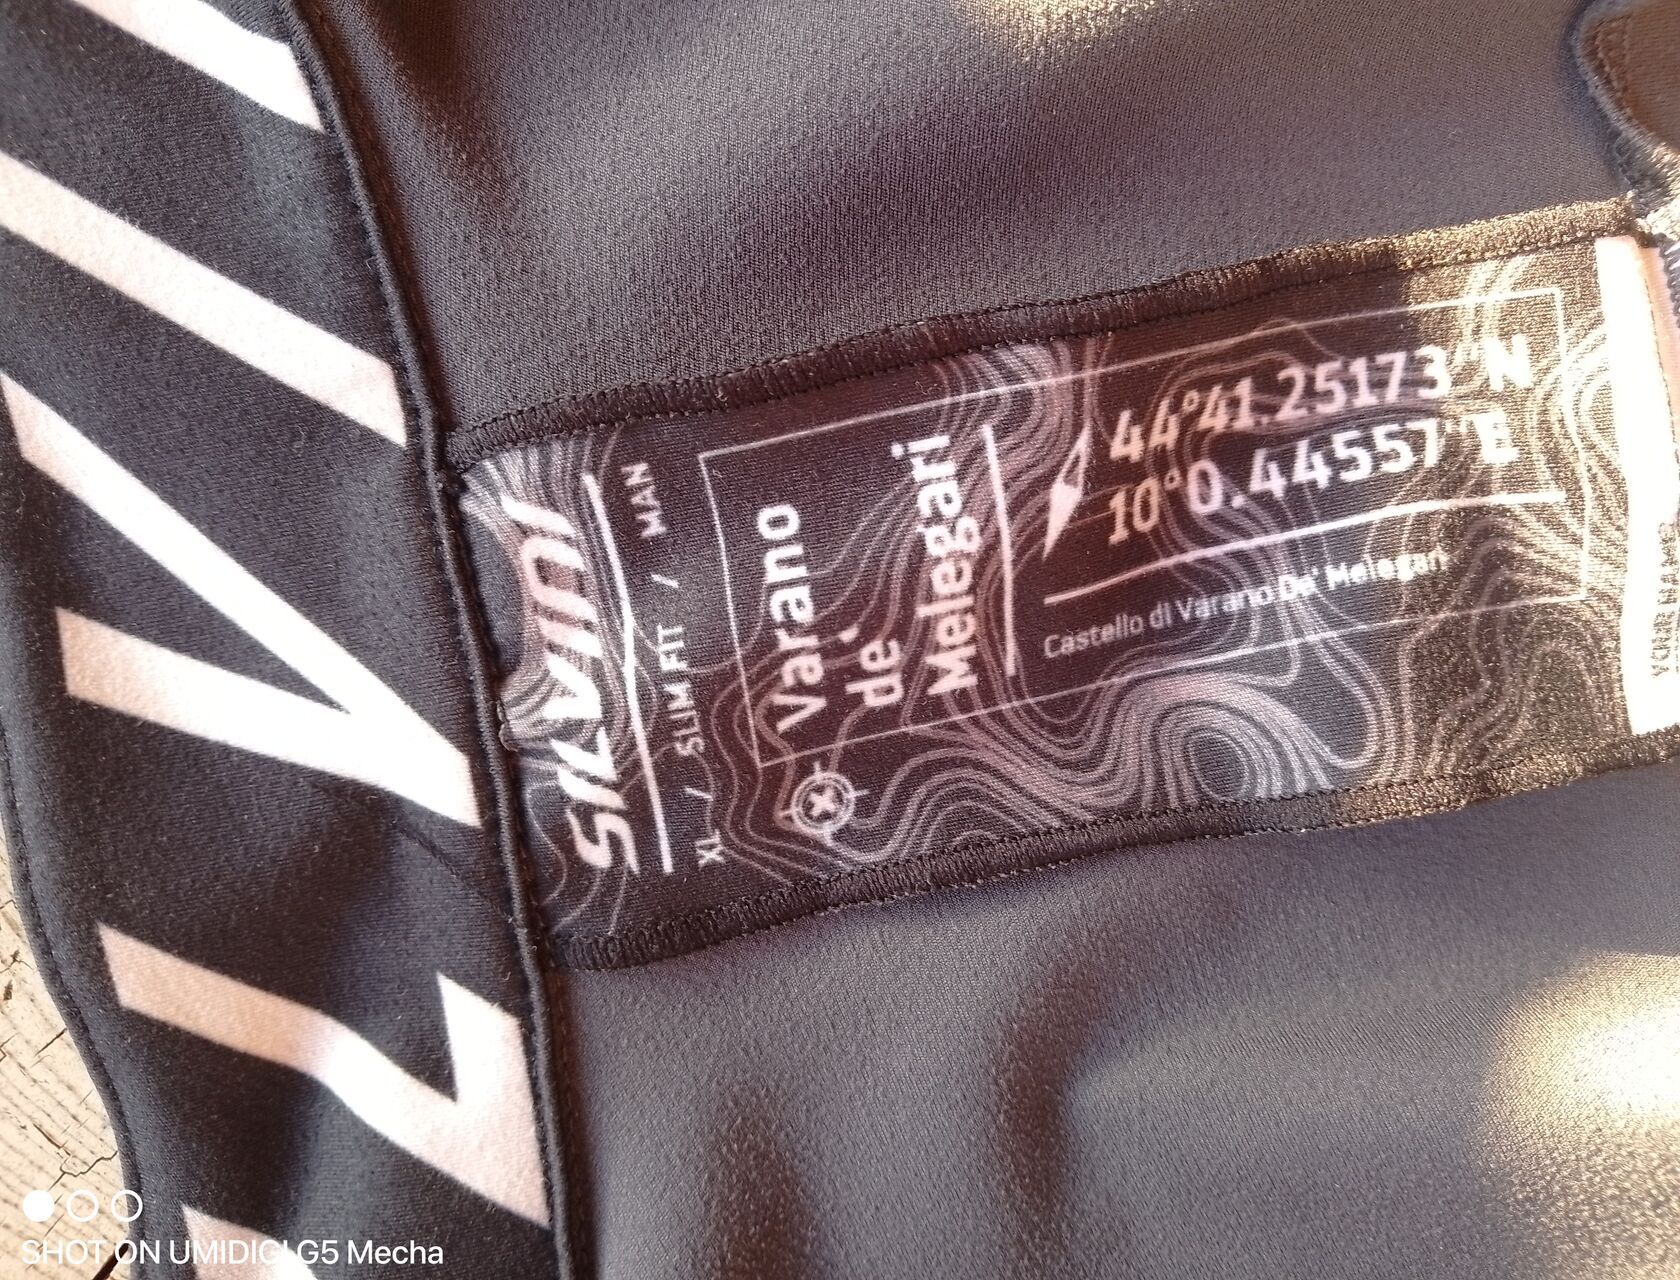 SILVINI
XL / SLIM FIT / MAN
Varano
dé
Melegari
44°41.25173" N
10°0.44557" E
Castello di Varano De' Melegari
SHOT ON UMIDIGI G5 Mecha